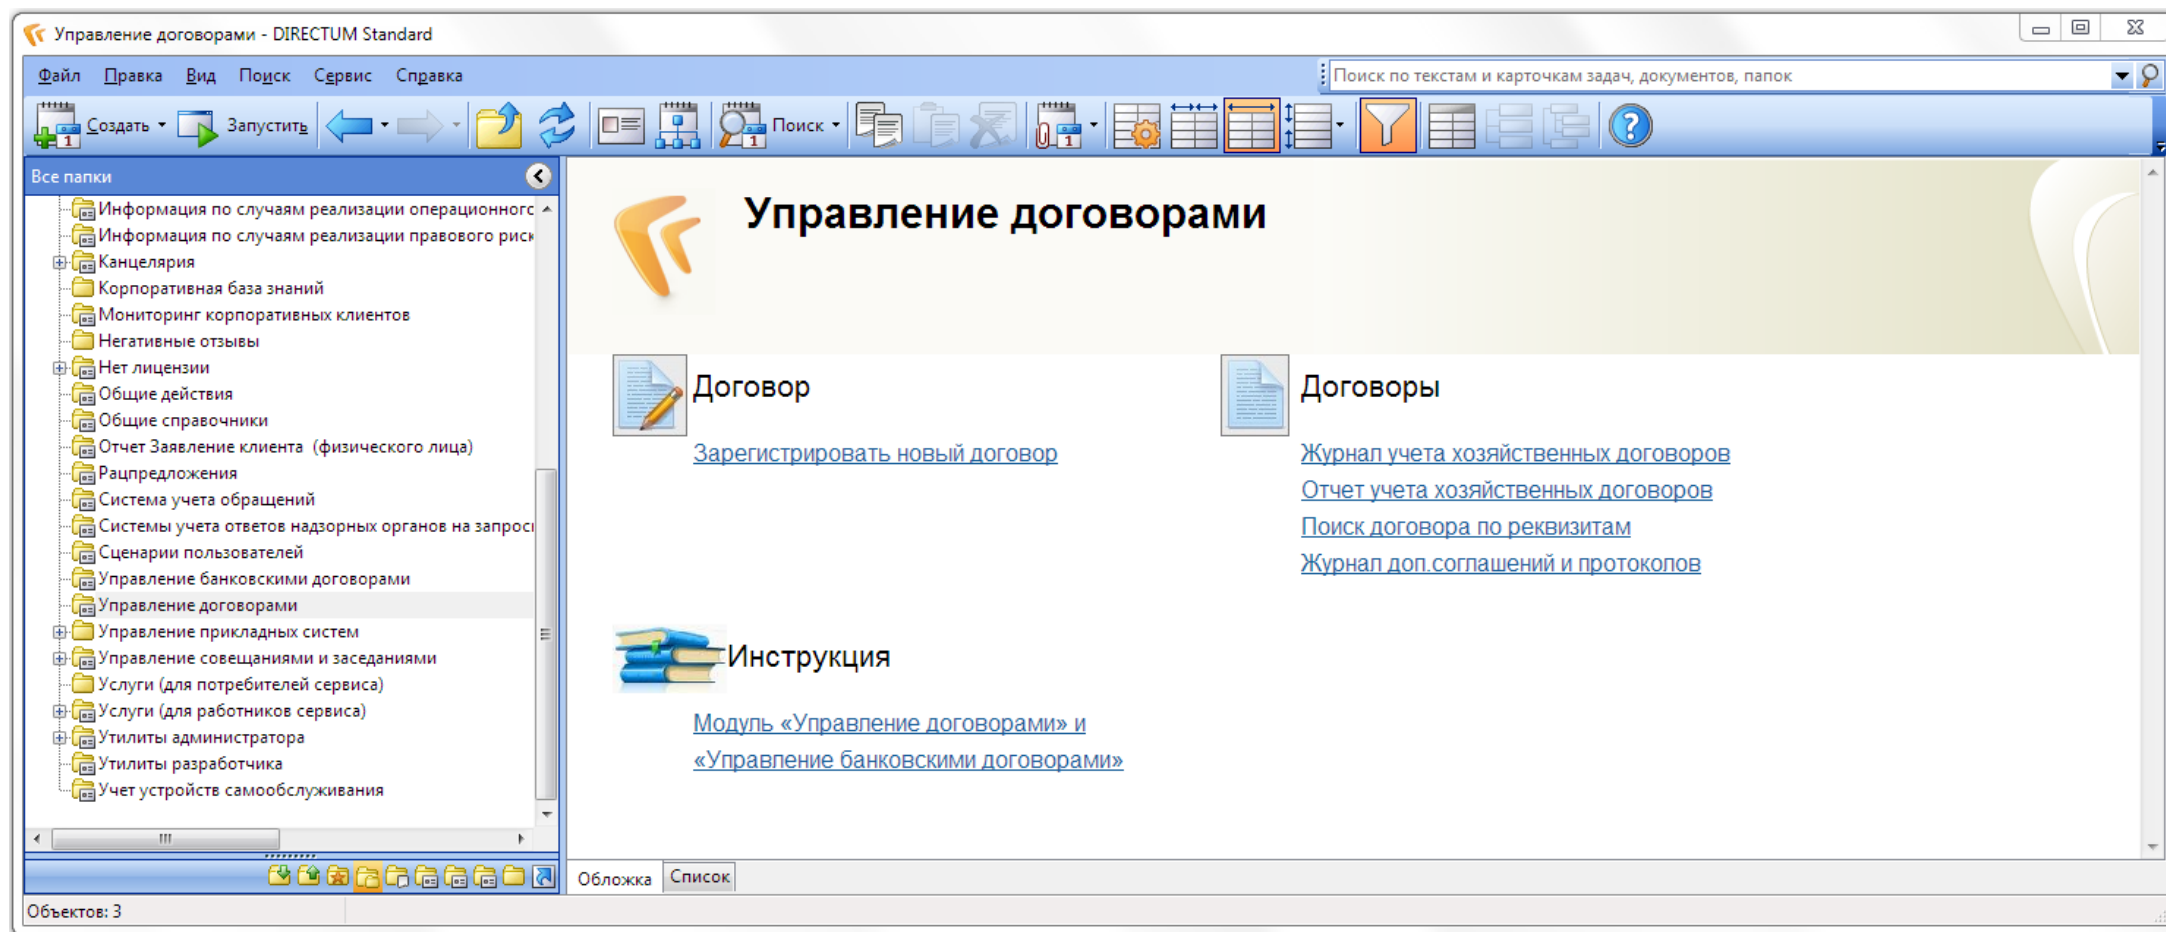 Управление договорами - DIRECTUM Standard
Файл Правка Вид Поиск Сервис Справка
Поиск по текстам и карточкам задач, документов, папок
Создать Запустить Поиск
Все папки
Информация по случаям реализации операционного
Информация по случаям реализации правового риск
Канцелярия
Корпоративная база знаний
Мониторинг корпоративных клиентов
Негативные отзывы
Нет лицензии
Общие действия
Общие справочники
Отчет Заявление клиента (физического лица)
Рацпредложения
Система учета обращений
Системы учета ответов надзорных органов на запрос
Сценарии пользователей
Управление банковскими договорами
Управление договорами
Управление прикладных систем
Управление совещаниями и заседаниями
Услуги (для потребителей сервиса)
Услуги (для работников сервиса)
Утилиты администратора
Утилиты разработчика
Учет устройств самообслуживания
Управление договорами
Договор
Зарегистрировать новый договор
Договоры
Журнал учета хозяйственных договоров
Отчет учета хозяйственных договоров
Поиск договора по реквизитам
Журнал доп.соглашений и протоколов
Инструкция
Модуль «Управление договорами» и
«Управление банковскими договорами»
Обложка Список
Объектов: 3